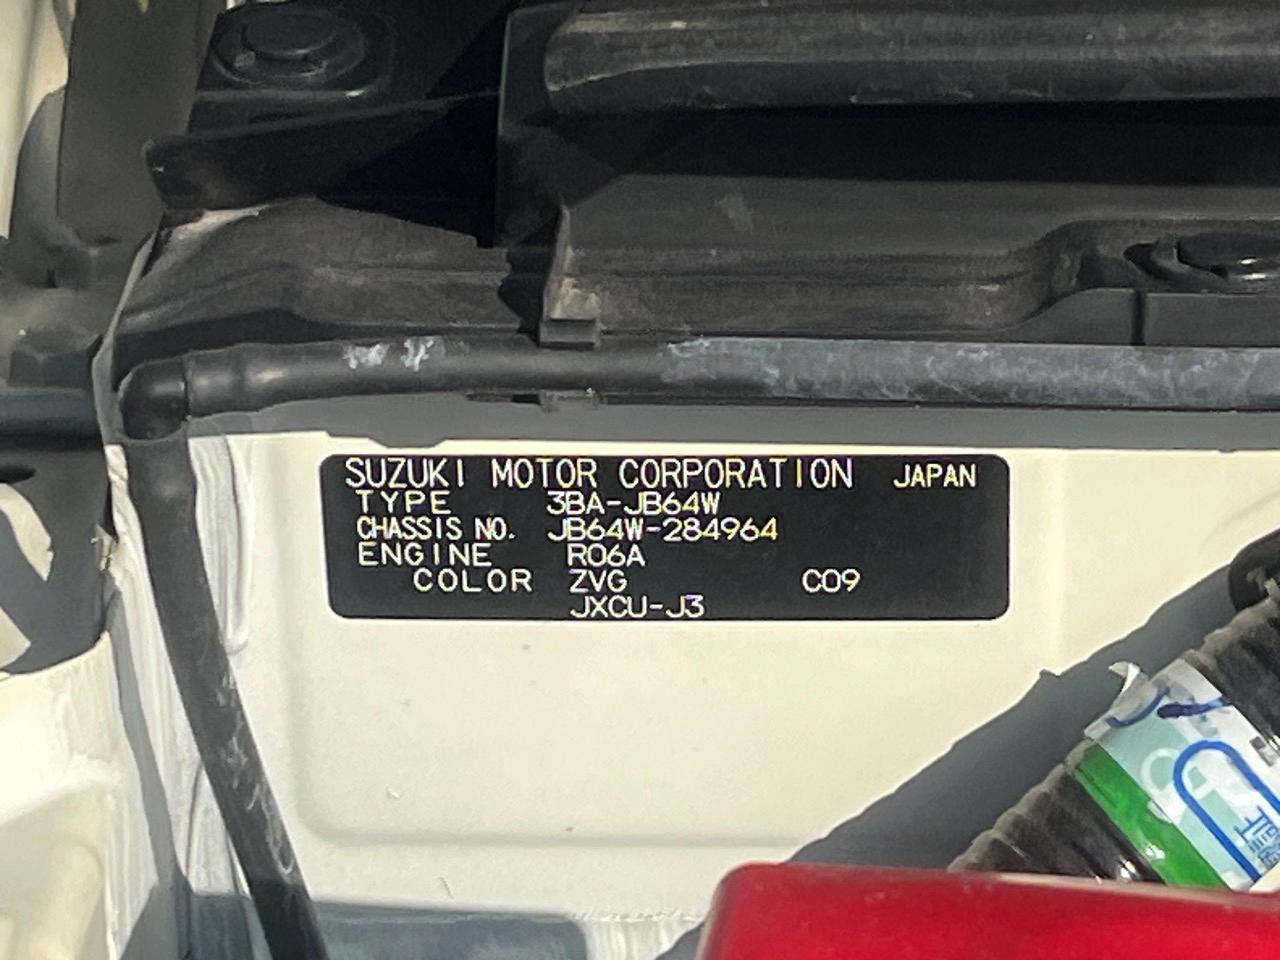 SUZUKI MOTOR CORPORATION JAPAN
TYPE 3BA-JB64W
CHASSIS NO. JB64W-284964
ENGINE R06A
COLOR ZVG C09
JXCU-J3